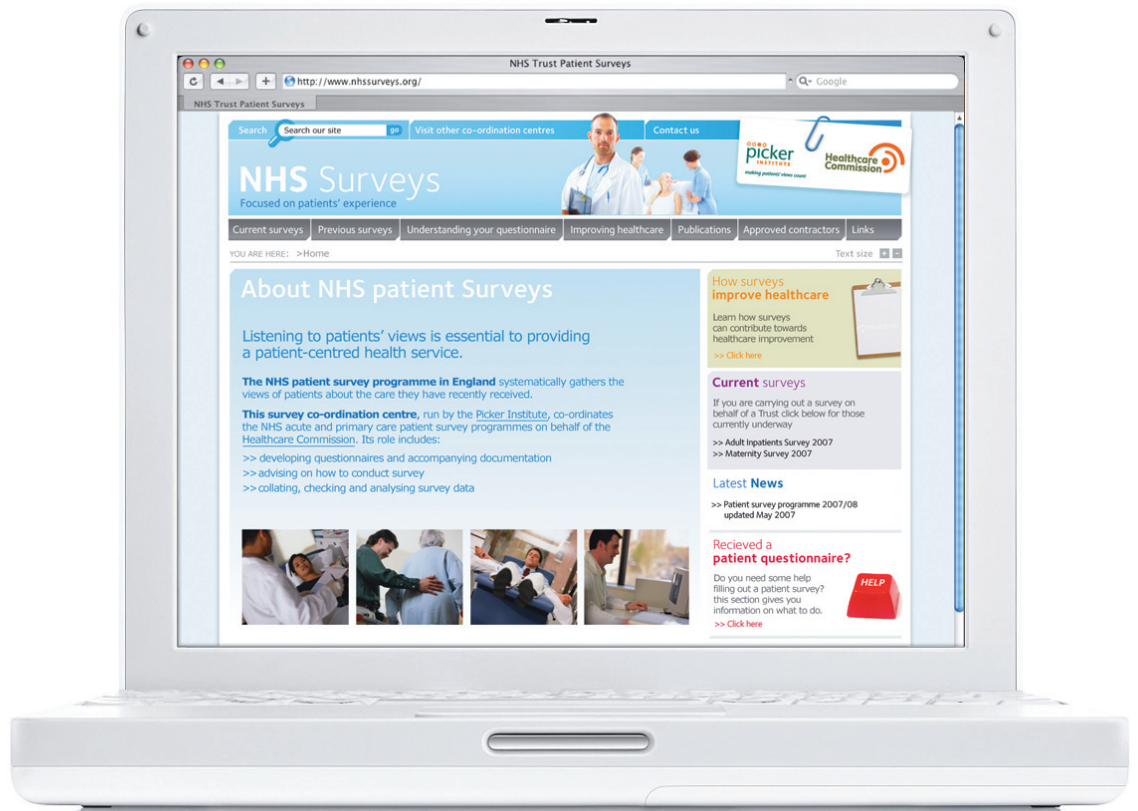 NHS Trust Patient Surveys
http://www.nhssurveys.org/
Google
NHS Trust Patient Surveys
Search
Search our site
go
Visit other co-ordination centres
Contact us
picker
INSTITUTE
making patients' views count
Healthcare
Commission
NHS Surveys
Focused on patients' experience
Current surveys
Previous surveys
Understanding your questionnaire
Improving healthcare
Publications
Approved contractors
Links
YOU ARE HERE: >Home
Text size + -
About NHS patient Surveys
Listening to patients' views is essential to providing
a patient-centred health service.
The NHS patient survey programme in England systematically gathers the
views of patients about the care they have recently received.
This survey co-ordination centre, run by the Picker Institute, co-ordinates
the NHS acute and primary care patient survey programmes on behalf of the
Healthcare Commission. Its role includes:
>> developing questionnaires and accompanying documentation
>> advising on how to conduct survey
>> collating, checking and analysing survey data
How surveys
improve healthcare
Learn how surveys
can contribute towards
healthcare improvement
>> Click here
Current surveys
If you are carrying out a survey on
behalf of a Trust click below for those
currently underway
>> Adult Inpatients Survey 2007
>> Maternity Survey 2007
Latest News
>> Patient survey programme 2007/08
updated May 2007
Recieved a
patient questionnaire?
Do you need some help
filling out a patient survey?
this section gives you
information on what to do.
>> Click here
HELP